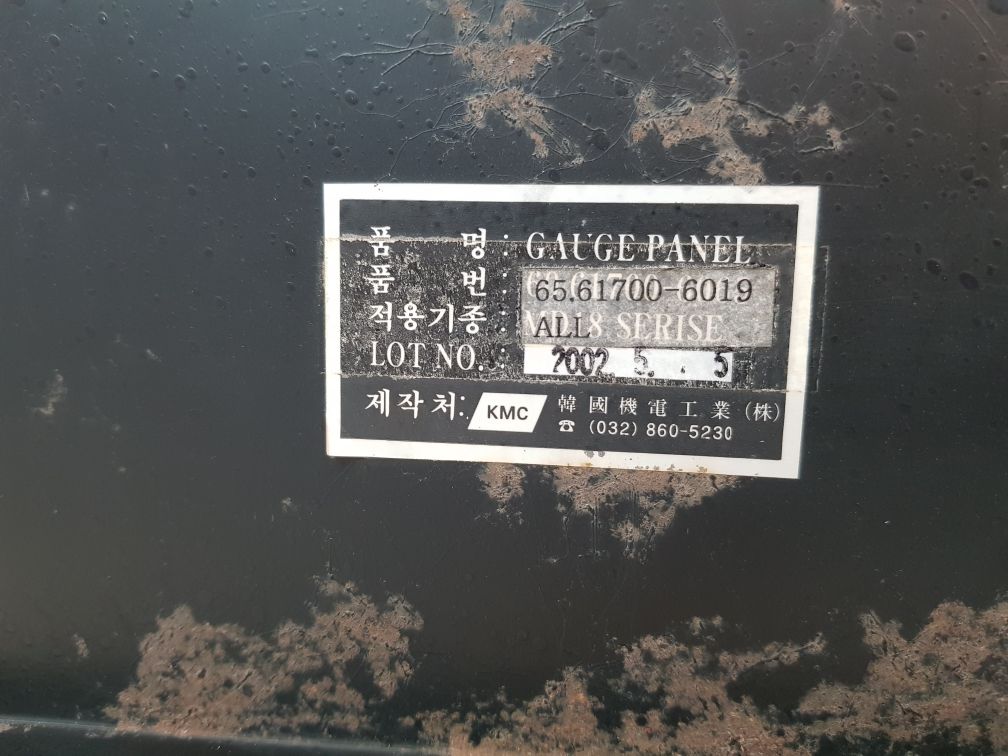 품 명 : GAUGE PANEL
품 번 : 65.61700-6019
적용기종 : ALL SERISE
LOT NO. : 2002. 5. . 5
제작처: KMC 韓國機電工業(株)
☎ (032) 860-5230